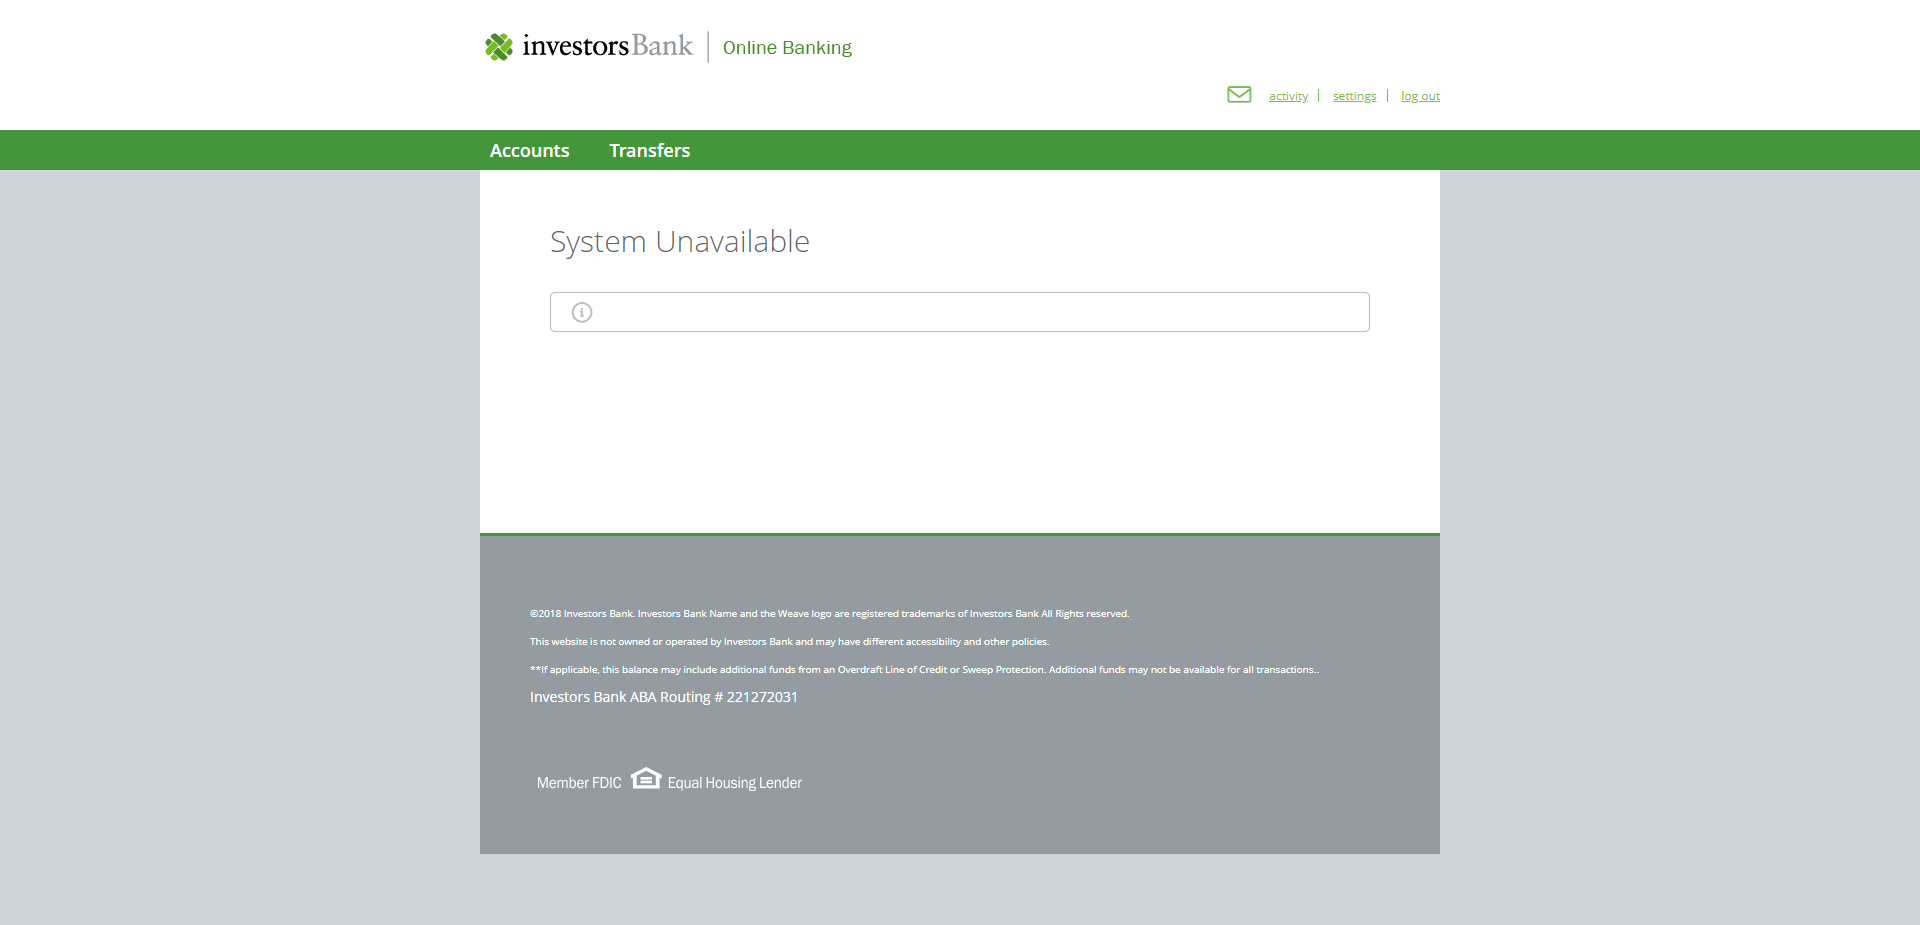 investorsBank Online Banking
activity settings log out
Accounts Transfers
System Unavailable
©2018 Investors Bank. Investors Bank Name and the Weave logo are registered trademarks of Investors Bank All Rights reserved.
This website is not owned or operated by Investors Bank and may have different accessibility and other policies.
**If applicable, this balance may include additional funds from an Overdraft Line of Credit or Sweep Protection. Additional funds may not be available for all transactions..
Investors Bank ABA Routing # 221272031
Member FDIC Equal Housing Lender